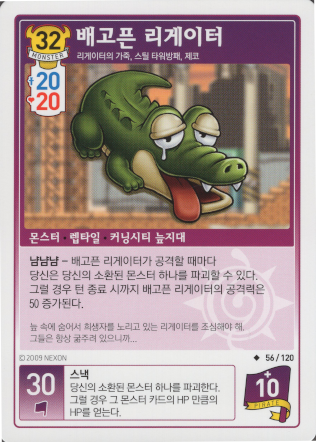 32
MONSTER
배고픈 리게이터
리게이터의 가죽, 스틸 타워방패, 제코
20
20
몬스터 · 렙타일 · 커닝시티 늪지대
냠냠냠 – 배고픈 리게이터가 공격할 때마다
당신은 당신의 소환된 몬스터 하나를 파괴할 수 있다.
그럴 경우 턴 종료 시까지 배고픈 리게이터의 공격력은
50 증가된다.
늪 속에 숨어서 희생자를 노리고 있는 리게이터를 조심해야 해.
그들은 항상 굶주려 있으니까...
© 2009 NEXON
◆ 56 / 120
30
스낵
당신의 소환된 몬스터 하나를 파괴한다.
그럴 경우 그 몬스터 카드의 HP 만큼의
HP를 얻는다.
+
10
PIRATE